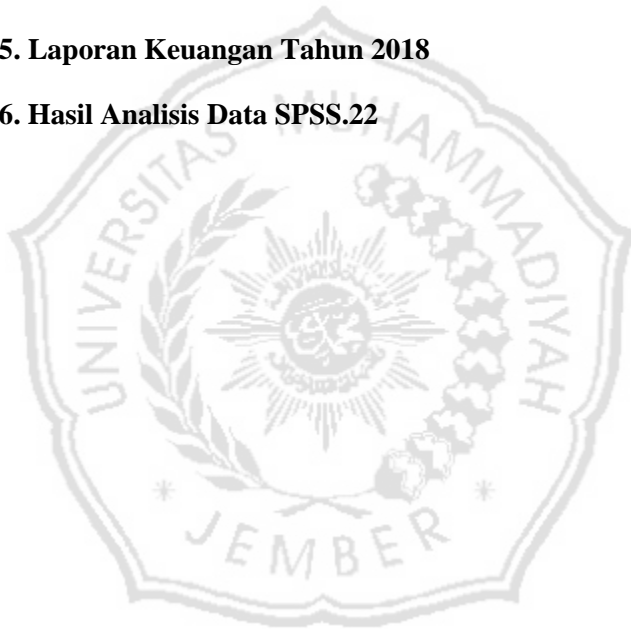 5. Laporan Keuangan Tahun 2018
6. Hasil Analisis Data SPSS.22
UNIVERSITAS MUHAMMADIYAH
* JEMBER *